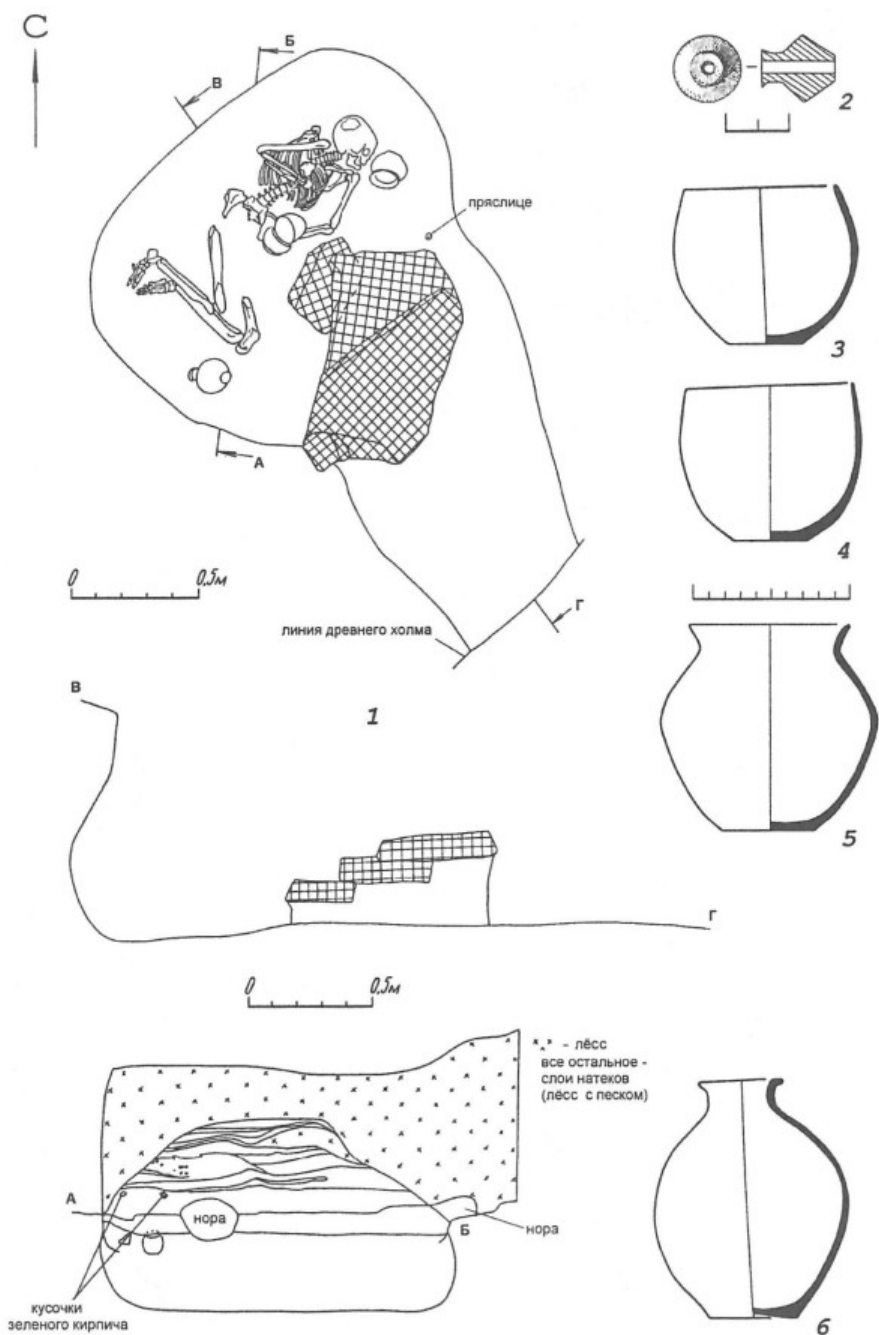 С
Б
В
пряслице
А
0 0,5м
Г
линия древнего холма
2
3
4
5
В
1
Г
0 0,5м
- лёсс
все остальное -
слои натеков
(лёсс с песком)
А
нора
Б
нора
кусочки
зеленого кирпича
6